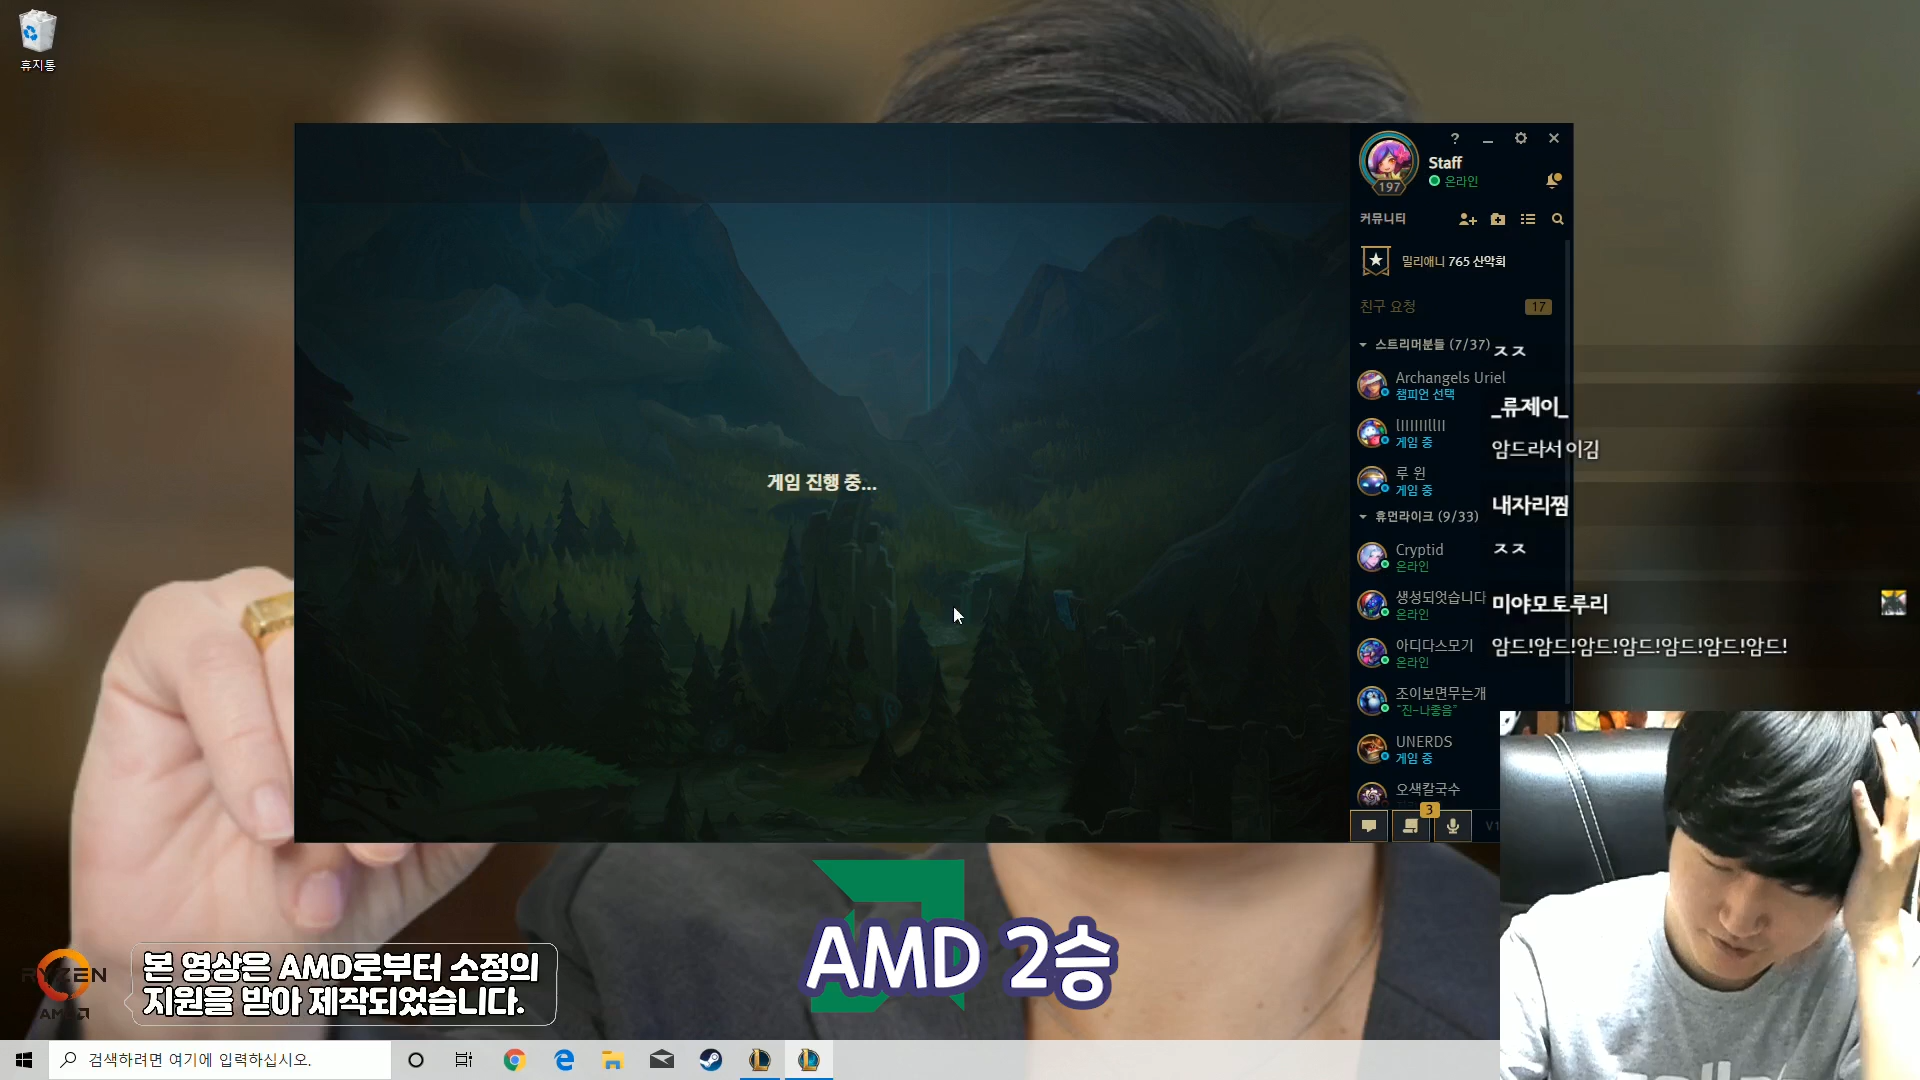 휴지통
Staff
197
온라인
커뮤니티
밀리애니 765 산악회
친구 요청
17
스트리머분들 (7/37)
Archangels Uriel
챔피언 선택
게임 중
루 윈
게임 중
휴먼라이크 (9/33)
Cryptid
온라인
생성되엇습니다
온라인
아디다스모기
온라인
조이보면무는개
"진-나좋음"
UNERDS
게임 중
오색칼국수
3
게임 진행 중...
ㅈㅈ
_류제이_
암드라서 이김
내자리찜
ㅈㅈ
미야모토루리
암드!암드!암드!암드!암드!암드!암드!
RYZEN
AMD
본 영상은 AMD로부터 소정의
지원을 받아 제작되었습니다.
AMD 2승
검색하려면 여기에 입력하십시오.